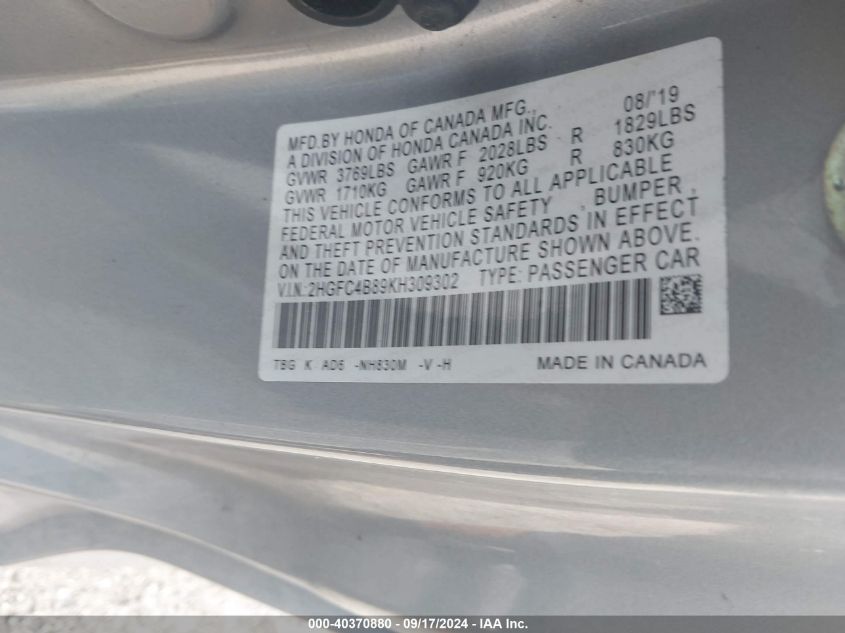 08/'19
MFD.BY HONDA OF CANADA MFG.,
A DIVISION OF HONDA CANADA INC.
GVWR 3769LBS GAWR F 2028LBS R 1829LBS
GVWR 1710KG GAWR F 920KG R 830KG
THIS VEHICLE CONFORMS TO ALL APPLICABLE
FEDERAL MOTOR VEHICLE SAFETY , BUMPER ,
AND THEFT PREVENTION STANDARDS IN EFFECT
ON THE DATE OF MANUFACTURE SHOWN ABOVE.
V.I.N.:2HGFC4B89KH309302 TYPE: PASSENGER CAR
TBG K AD6 -NH830M -V -H MADE IN CANADA
000-40370880 - 09/17/2024 - IAA Inc.